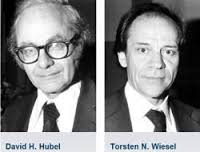 David H. Hubel
Torsten N. Wiesel